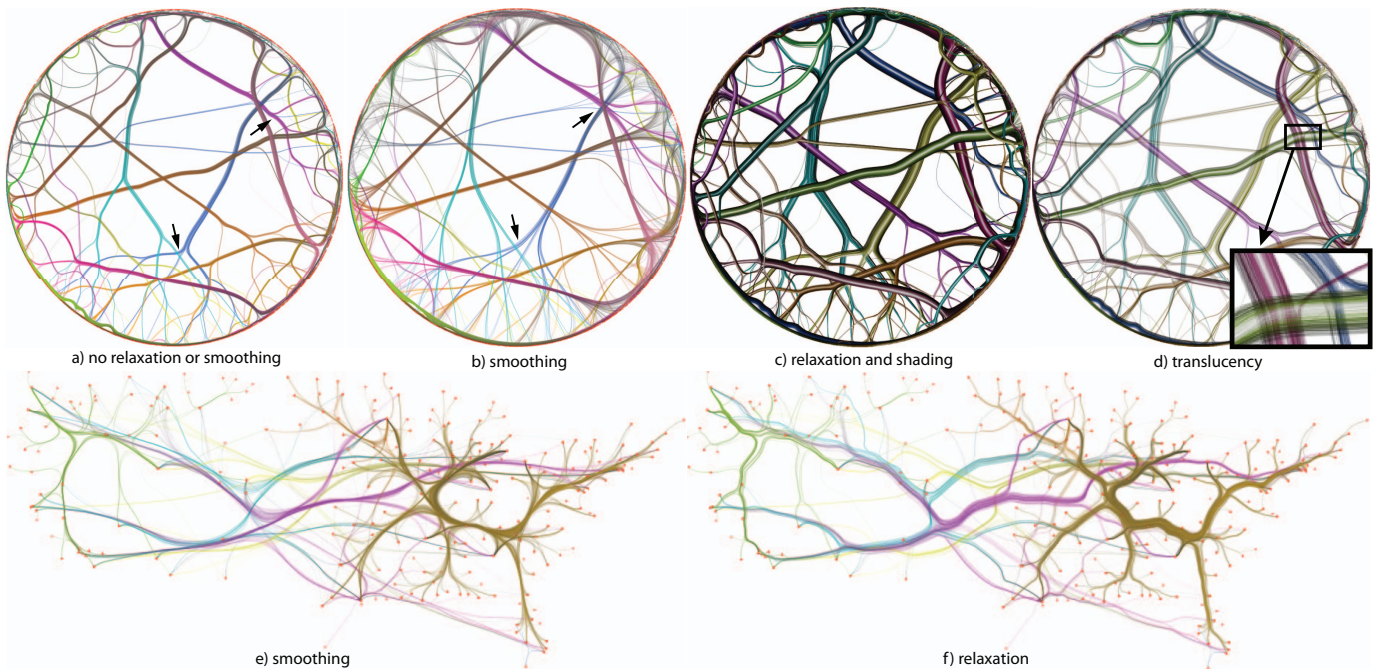 a) no relaxation or smoothing
b) smoothing
c) relaxation and shading
d) translucency
e) smoothing
f) relaxation